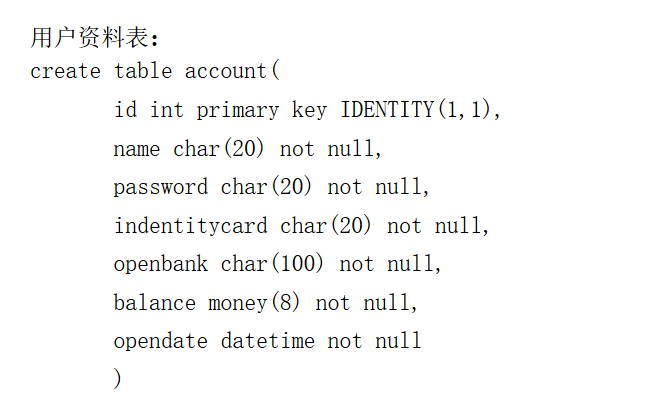 用户资料表：
create table account(
id int primary key IDENTITY(1,1),
name char(20) not null,
password char(20) not null,
indentitycard char(20) not null,
openbank char(100) not null,
balance money(8) not null,
opendate datetime not null
)